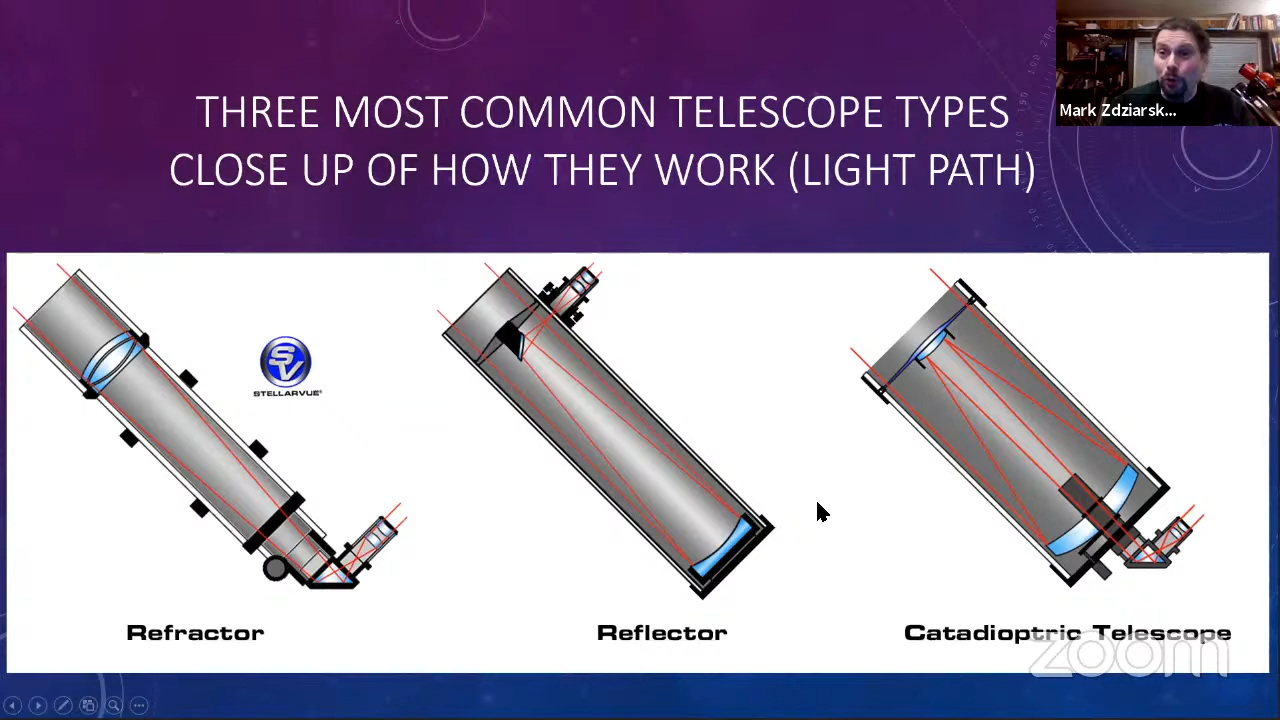 THREE MOST COMMON TELESCOPE TYPES
CLOSE UP OF HOW THEY WORK (LIGHT PATH)
Mark Zdziarsk...
SV
STELLARVUE®
Refractor
Reflector
Catadioptric Telescope
zoom